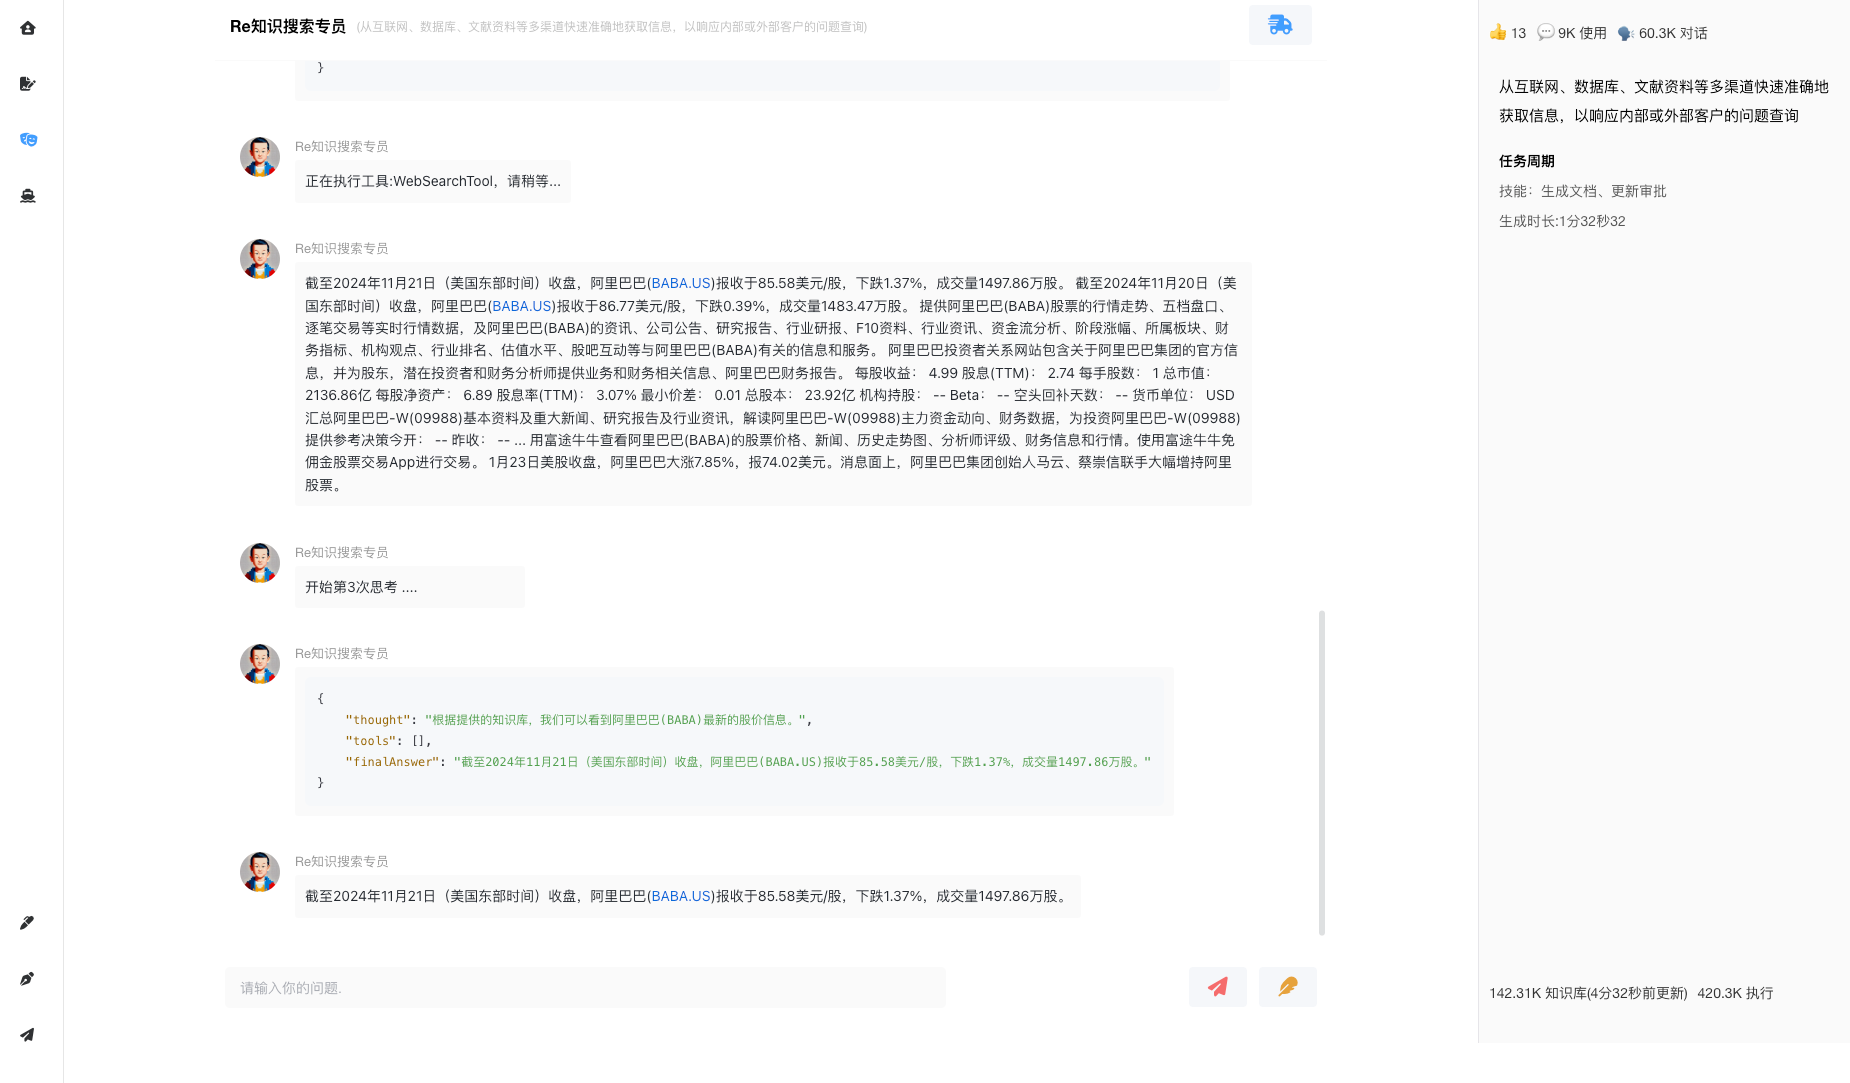 Re知识搜索专员 (从互联网、数据库、文献资料等多渠道快速准确地获取信息，以响应内部或外部客户的问题查询)
}
Re知识搜索专员
正在执行工具:WebSearchTool，请稍等...
Re知识搜索专员
截至2024年11月21日（美国东部时间）收盘，阿里巴巴(BABA.US)报收于85.58美元/股，下跌1.37%，成交量1497.86万股。 截至2024年11月20日（美
国东部时间）收盘，阿里巴巴(BABA.US)报收于86.77美元/股，下跌0.39%，成交量1483.47万股。 提供阿里巴巴(BABA)股票的行情走势、五档盘口、
逐笔交易等实时行情数据，及阿里巴巴(BABA)的资讯、公司公告、研究报告、行业研报、F10资料、行业资讯、资金流分析、阶段涨幅、所属板块、财
务指标、机构观点、行业排名、估值水平、股吧互动等与阿里巴巴(BABA)有关的信息和服务。 阿里巴巴投资者关系网站包含关于阿里巴巴集团的官方信
息，并为股东，潜在投资者和财务分析师提供业务和财务相关信息、阿里巴巴财务报告。 每股收益： 4.99 股息(TTM)： 2.74 每手股数： 1 总市值：
2136.86亿 每股净资产： 6.89 股息率(TTM)： 3.07% 最小价差： 0.01 总股本： 23.92亿 机构持股： -- Beta： -- 空头回补天数： -- 货币单位： USD
汇总阿里巴巴-W(09988)基本资料及重大新闻、研究报告及行业资讯，解读阿里巴巴-W(09988)主力资金动向、财务数据，为投资阿里巴巴-W(09988)
提供参考决策今开： -- 昨收： -- ... 用富途牛牛查看阿里巴巴(BABA)的股票价格、新闻、历史走势图、分析师评级、财务信息和行情。使用富途牛牛免
佣金股票交易App进行交易。 1月23日美股收盘，阿里巴巴大涨7.85%，报74.02美元。消息面上，阿里巴巴集团创始人马云、蔡崇信联手大幅增持阿里
股票。
Re知识搜索专员
开始第3次思考 ....
Re知识搜索专员
{
"thought": "根据提供的知识库，我们可以看到阿里巴巴(BABA)最新的股价信息。",
"tools": [],
"finalAnswer": "截至2024年11月21日（美国东部时间）收盘，阿里巴巴(BABA.US)报收于85.58美元/股，下跌1.37%，成交量1497.86万股。"
}
Re知识搜索专员
截至2024年11月21日（美国东部时间）收盘，阿里巴巴(BABA.US)报收于85.58美元/股，下跌1.37%，成交量1497.86万股。
请输入你的问题.
13 9K 使用 60.3K 对话
从互联网、数据库、文献资料等多渠道快速准确地
获取信息，以响应内部或外部客户的问题查询
任务周期
技能：生成文档、更新审批
生成时长:1分32秒32
142.31K 知识库(4分32秒前更新) 420.3K 执行